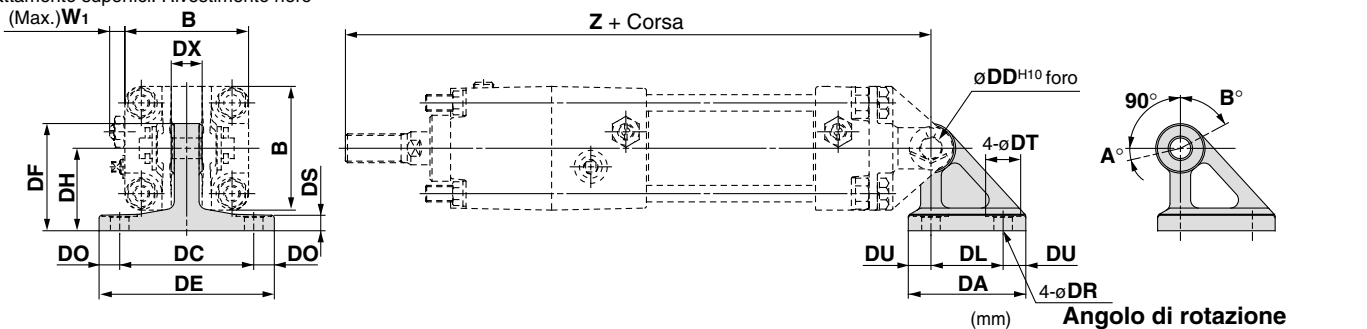 (Max.)W1
B
DX
Z + Corsa
øDDH10 foro
4-øDT
90°
B°
A°
B
DF
DH
DS
DO
DC
DO
DE
DU
DL
DU
DA
4-øDR
(mm)
Angolo di rotazione